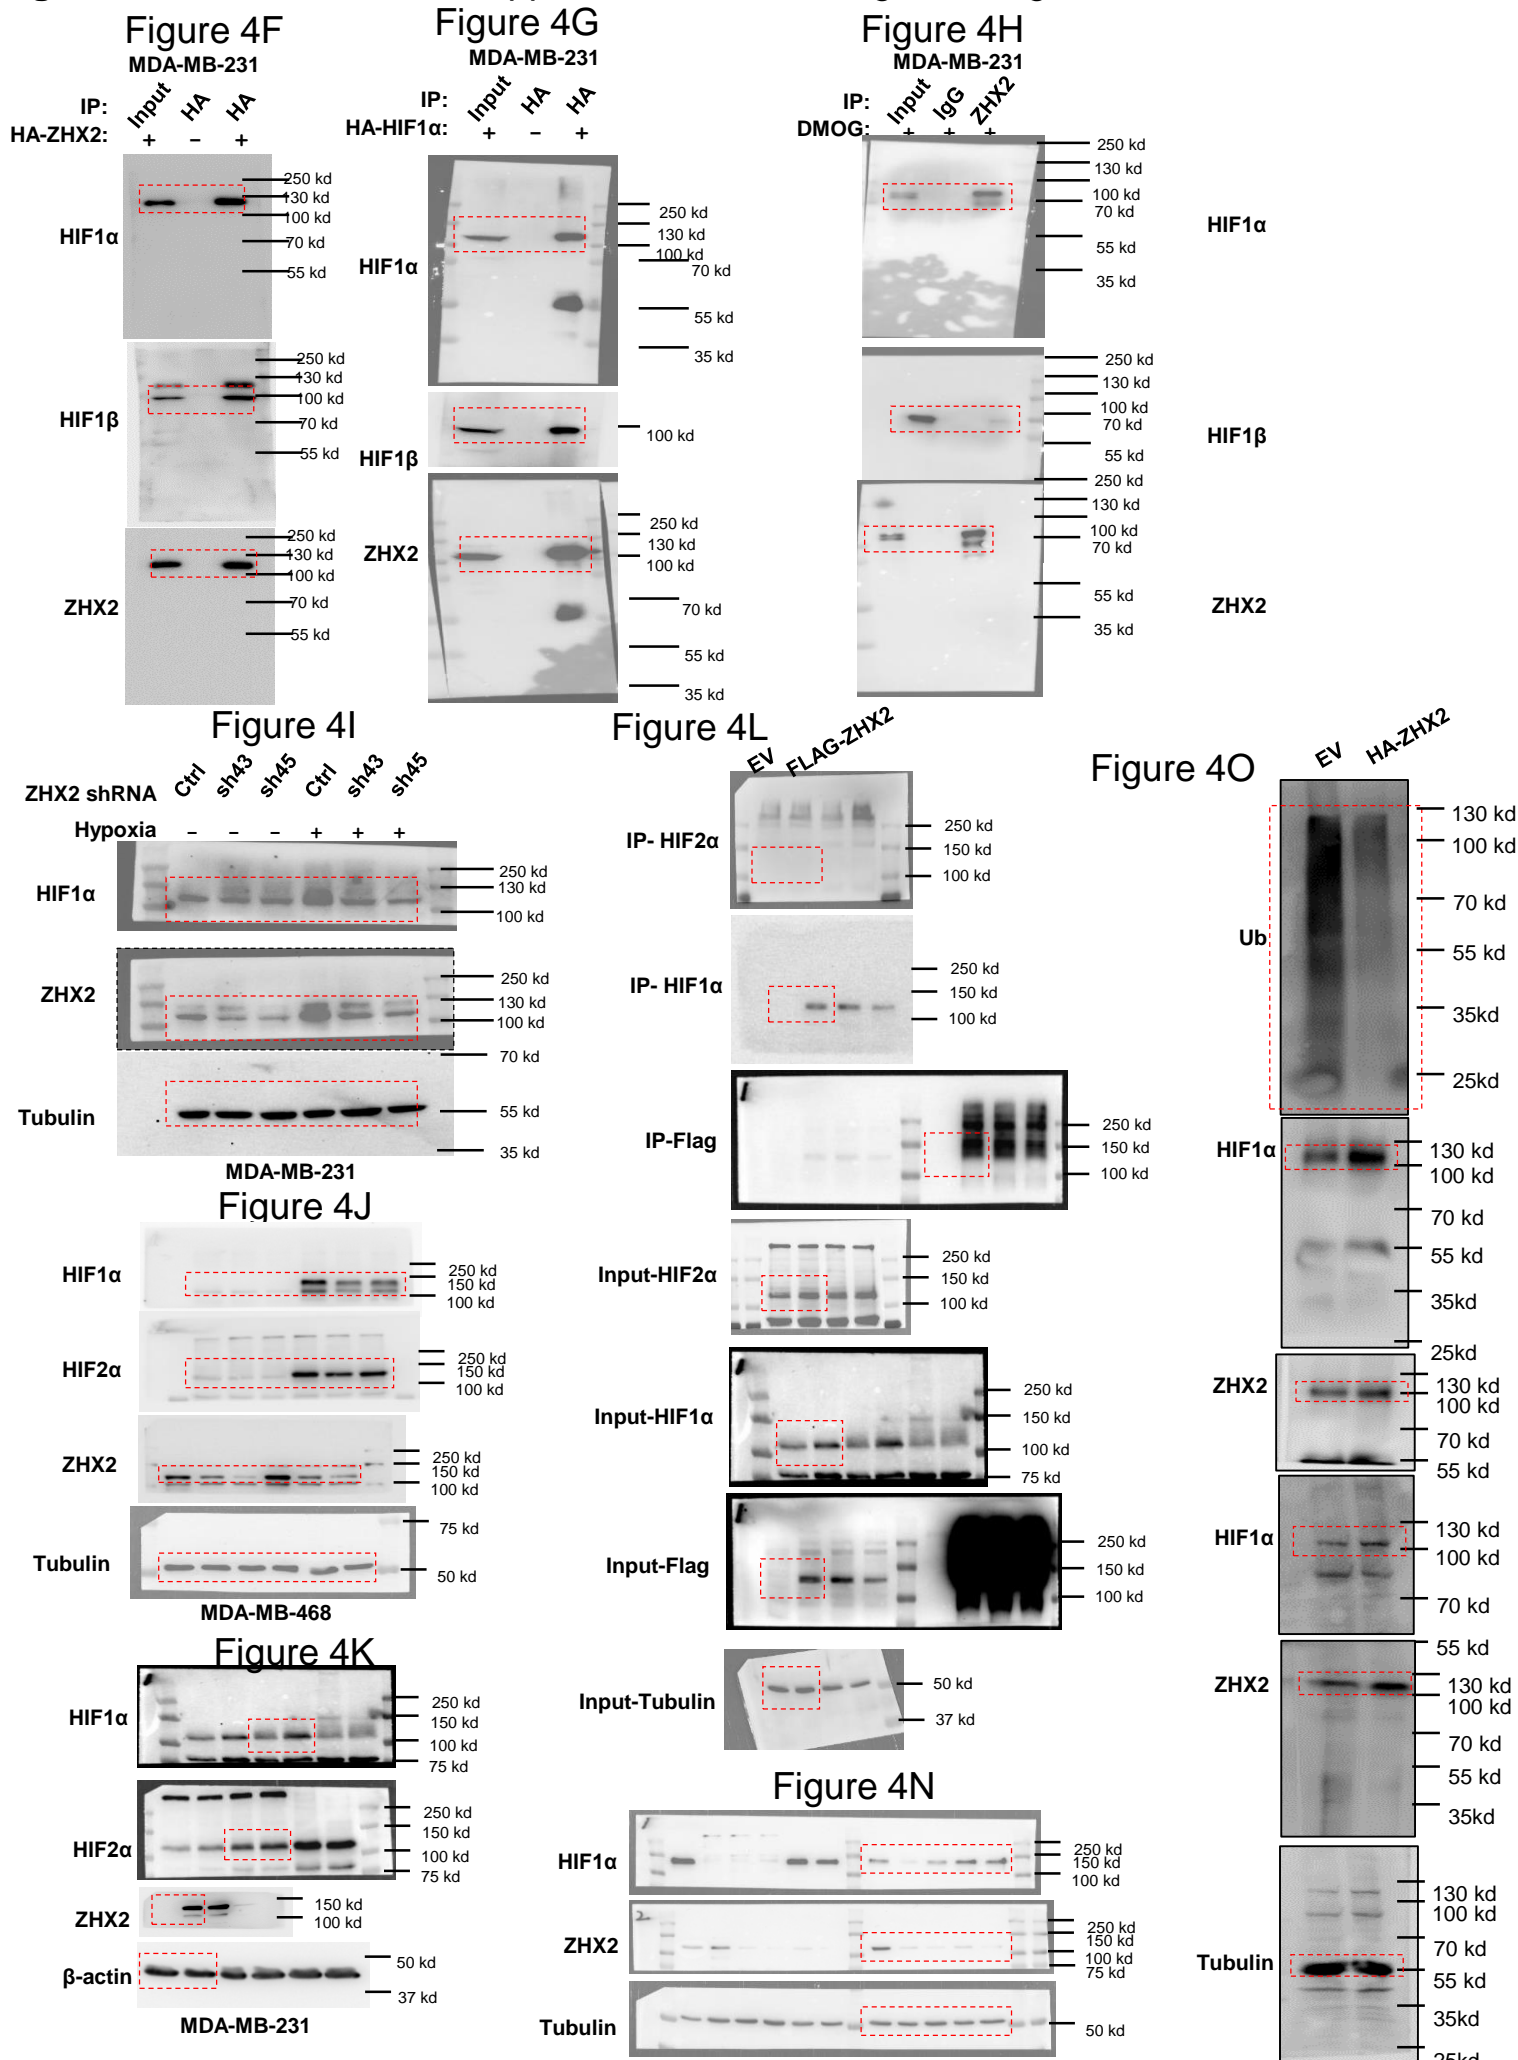 Figure 4F
MDA-MB-231
IP:
Input
HA
HA
HA-ZHX2:
+ – +
HIF1α
250 kd
130 kd
100 kd
70 kd
55 kd
HIF1β
250 kd
130 kd
100 kd
70 kd
55 kd
ZHX2
250 kd
130 kd
100 kd
70 kd
55 kd
Figure 4G
MDA-MB-231
IP:
Input
HA
HA
HA-HIF1α:
+ – +
HIF1α
250 kd
130 kd
100 kd
70 kd
55 kd
35 kd
HIF1β
100 kd
ZHX2
250 kd
130 kd
100 kd
70 kd
55 kd
35 kd
Figure 4H
MDA-MB-231
IP:
Input
IgG
ZHX2
DMOG:
+ + +
HIF1α
250 kd
130 kd
100 kd
70 kd
55 kd
35 kd
HIF1β
250 kd
130 kd
100 kd
70 kd
55 kd
ZHX2
250 kd
130 kd
100 kd
70 kd
55 kd
35 kd
Figure 4I
ZHX2 shRNA
Ctrl
sh43
sh45
Ctrl
sh43
sh45
Hypoxia
– – – + + +
HIF1α
250 kd
130 kd
100 kd
ZHX2
250 kd
130 kd
100 kd
70 kd
Tubulin
55 kd
35 kd
MDA-MB-231
Figure 4J
HIF1α
250 kd
150 kd
100 kd
HIF2α
250 kd
150 kd
100 kd
ZHX2
250 kd
150 kd
100 kd
Tubulin
75 kd
50 kd
MDA-MB-468
Figure 4K
HIF1α
250 kd
150 kd
100 kd
75 kd
HIF2α
250 kd
150 kd
100 kd
75 kd
ZHX2
150 kd
100 kd
β-actin
50 kd
37 kd
MDA-MB-231
Figure 4L
EV
FLAG-ZHX2
IP- HIF2α
250 kd
150 kd
100 kd
IP- HIF1α
250 kd
150 kd
100 kd
IP-Flag
250 kd
150 kd
100 kd
Input-HIF2α
250 kd
150 kd
100 kd
Input-HIF1α
250 kd
150 kd
100 kd
75 kd
Input-Flag
250 kd
150 kd
100 kd
Input-Tubulin
50 kd
37 kd
Figure 4N
HIF1α
250 kd
150 kd
100 kd
ZHX2
2
250 kd
150 kd
100 kd
75 kd
Tubulin
50 kd
Figure 4O
EV
HA-ZHX2
Ub
130 kd
100 kd
70 kd
55 kd
35kd
25kd
HIF1α
130 kd
100 kd
70 kd
55 kd
35kd
25kd
ZHX2
130 kd
100 kd
70 kd
55 kd
HIF1α
130 kd
100 kd
70 kd
55 kd
ZHX2
130 kd
100 kd
70 kd
55 kd
35kd
Tubulin
130 kd
100 kd
70 kd
55 kd
35kd
25kd